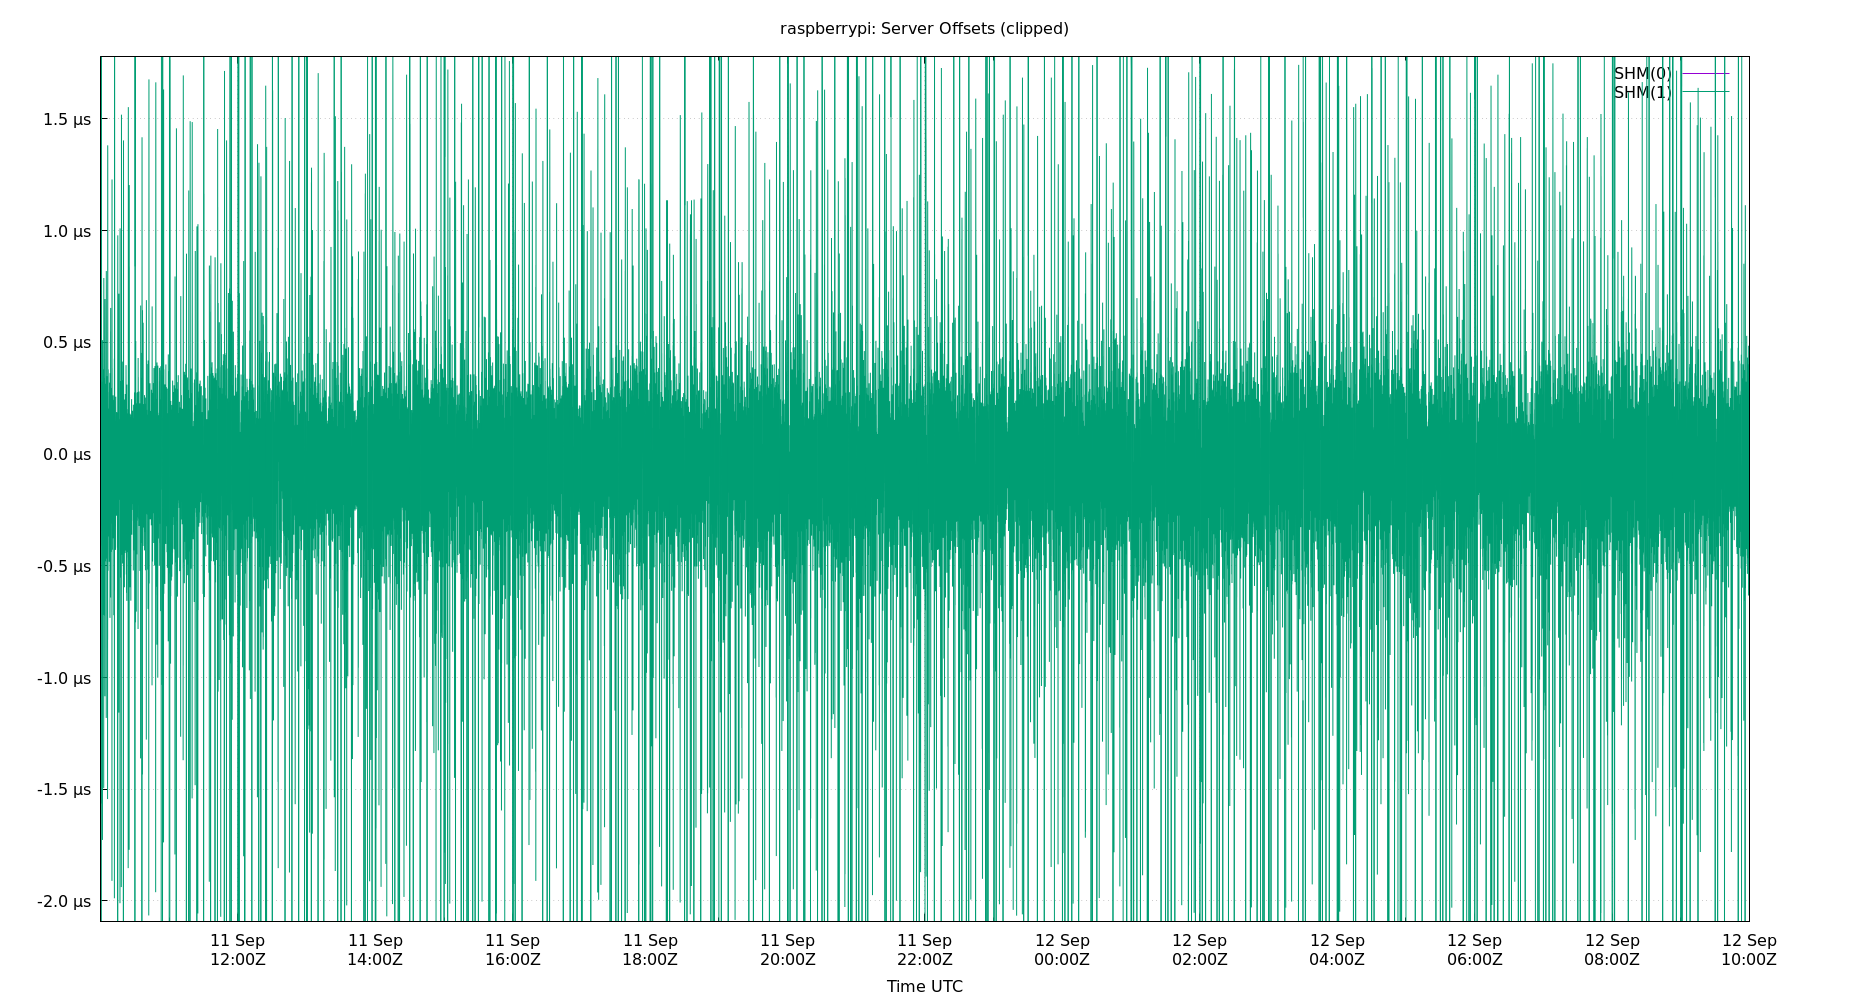 raspberrypi: Server Offsets (clipped)
SHM(0)
SHM(1)
1.5 µs
1.0 µs
0.5 µs
0.0 µs
-0.5 µs
-1.0 µs
-1.5 µs
-2.0 µs
11 Sep 11 Sep 11 Sep 11 Sep 11 Sep 11 Sep 12 Sep 12 Sep 12 Sep 12 Sep 12 Sep 12 Sep
12:00Z 14:00Z 16:00Z 18:00Z 20:00Z 22:00Z 00:00Z 02:00Z 04:00Z 06:00Z 08:00Z 10:00Z
Time UTC